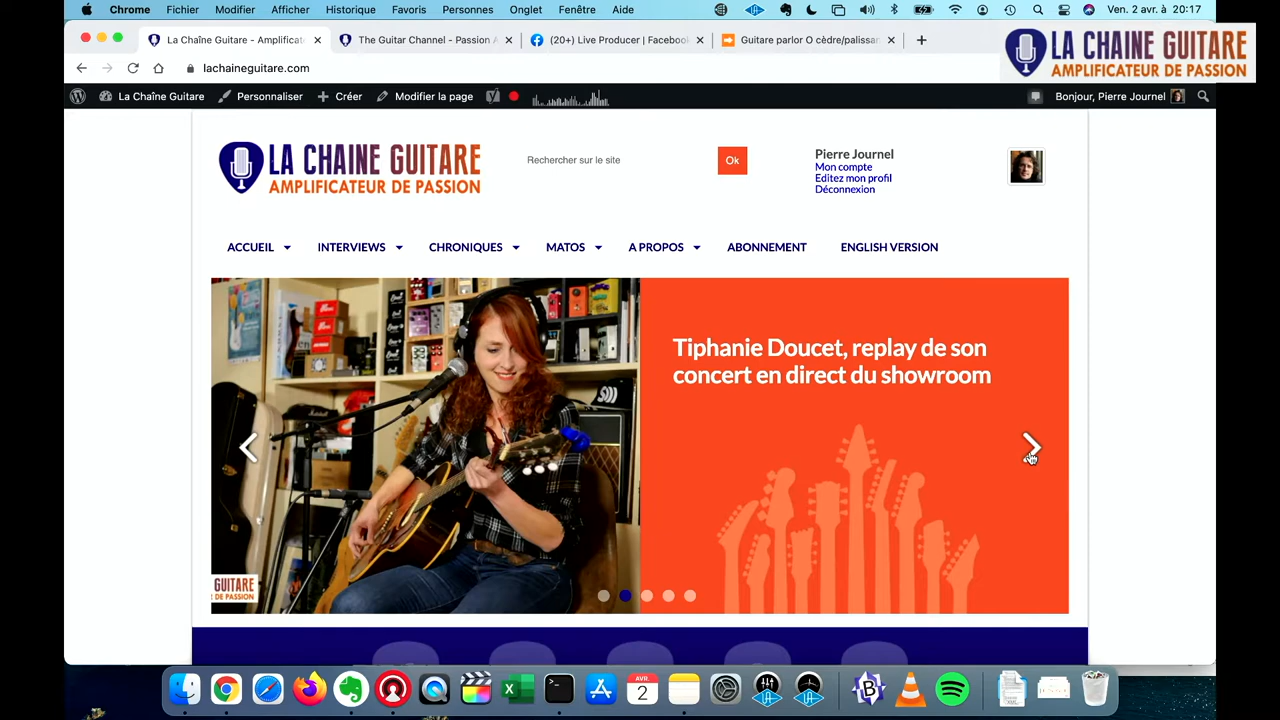 Chrome Fichier Modifier Afficher Historique Favoris Personnes Onglet Fenêtre Aide Ven. 2 avr. à 20:17
La Chaîne Guitare - Amplificat The Guitar Channel - Passion A (20+) Live Producer | Facebook Guitare parlor O cèdre/palissan
LA CHAINE GUITARE
AMPLIFICATEUR DE PASSION
lachaineguitare.com
La Chaîne Guitare Personnaliser Créer Modifier la page Bonjour, Pierre Journel
LA CHAINE GUITARE
AMPLIFICATEUR DE PASSION
Rechercher sur le site Ok
Pierre Journel
Mon compte
Editez mon profil
Déconnexion
ACCUEIL INTERVIEWS CHRONIQUES MATOS A PROPOS ABONNEMENT ENGLISH VERSION
Tiphanie Doucet, replay de son
concert en direct du showroom
GUITARE
DE PASSION
AVR.
2